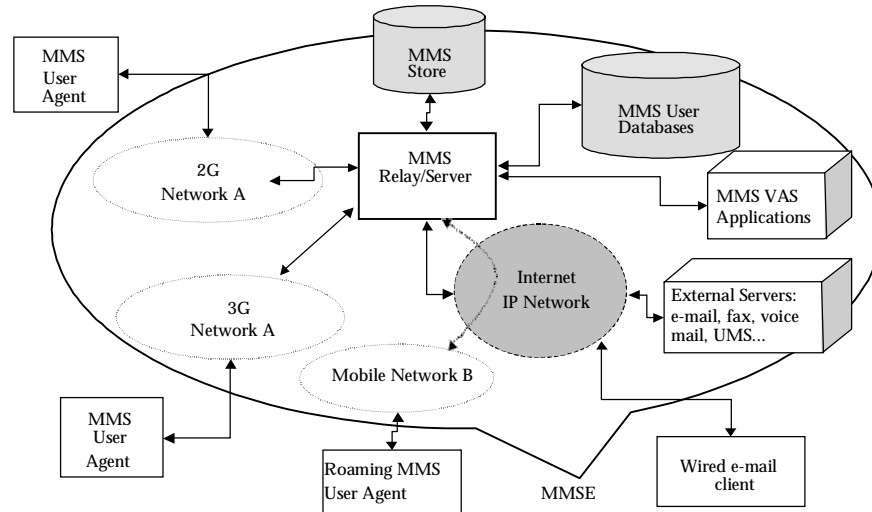 MMS
User
Agent
MMS
Store
MMS User
Databases
2G
Network A
MMS
Relay/Server
MMS VAS
Applications
Internet
IP Network
3G
Network A
External Servers:
e-mail, fax, voice
mail, UMS...
Mobile Network B
MMS
User
Agent
Roaming MMS
User Agent
MMSE
Wired e-mail
client